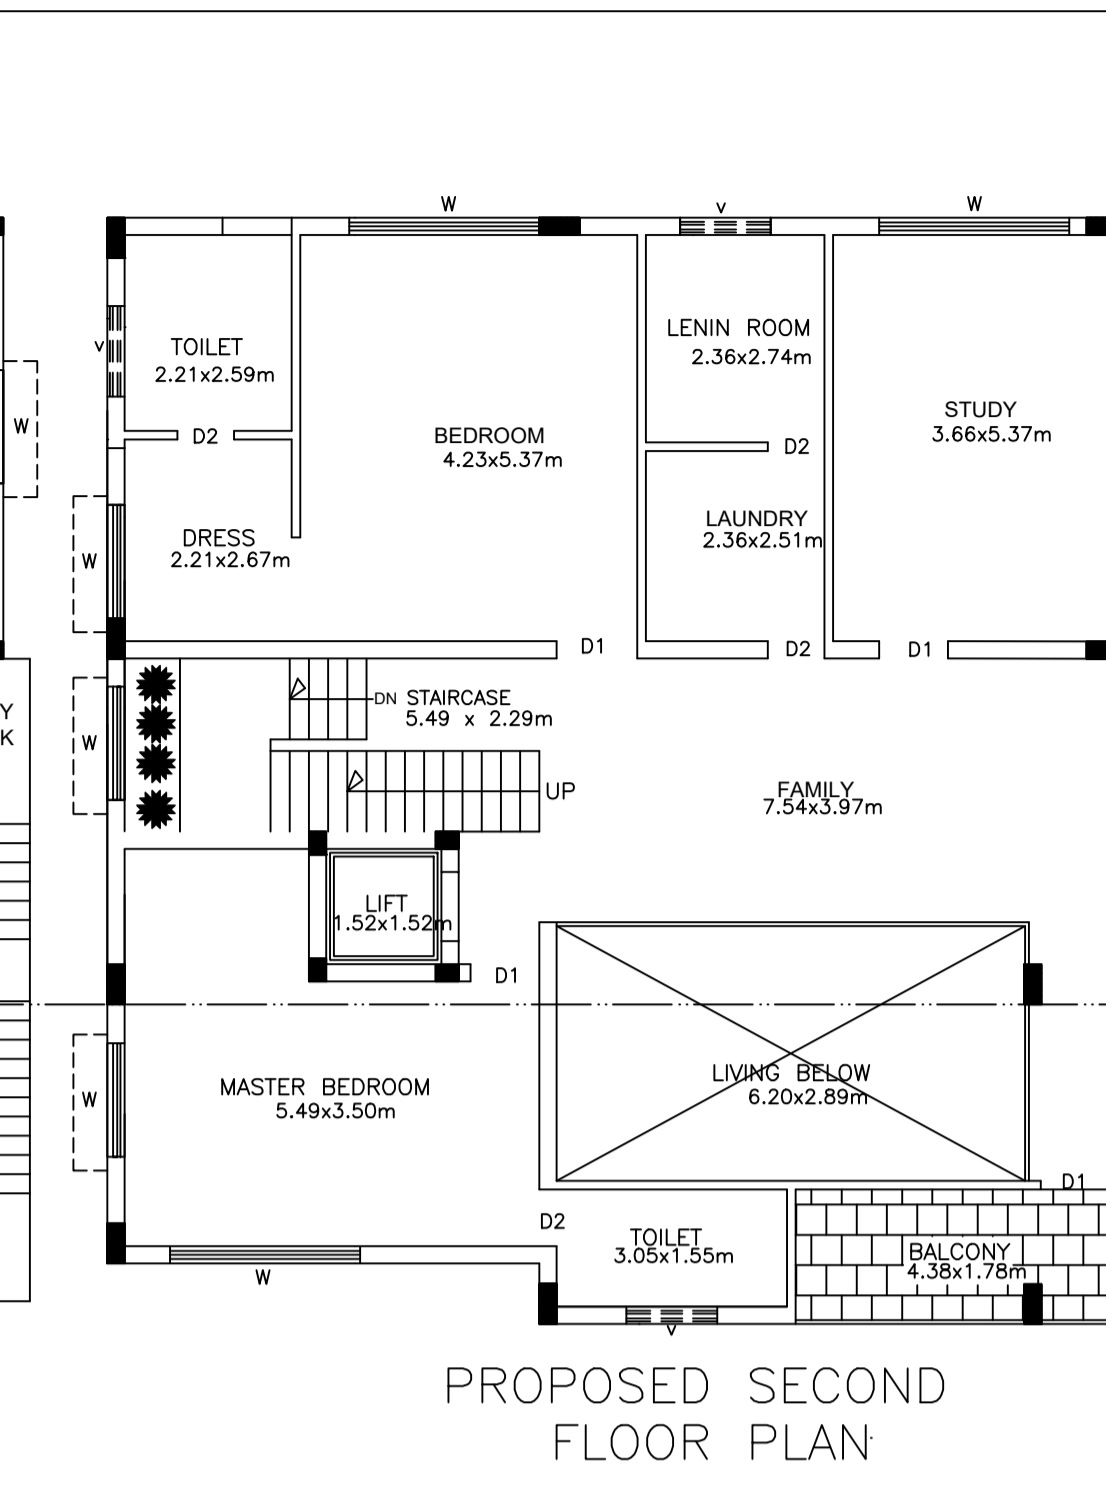 W
V
W
LENIN ROOM
2.36x2.74m
V
TOILET
2.21x2.59m
STUDY
3.66x5.37m
W
D2
BEDROOM
4.23x5.37m
D2
LAUNDRY
2.36x2.51m
DRESS
2.21x2.67m
W
D1
D2
D1
DN STAIRCASE
5.49 x 2.29m
Y
K
W
UP
FAMILY
7.54x3.97m
LIFT
1.52x1.52m
D1
LIVING BELOW
6.20x2.89m
MASTER BEDROOM
5.49x3.50m
W
D1
D2
TOILET
3.05x1.55m
BALCONY
4.38x1.78m
W
V
PROPOSED SECOND
FLOOR PLAN